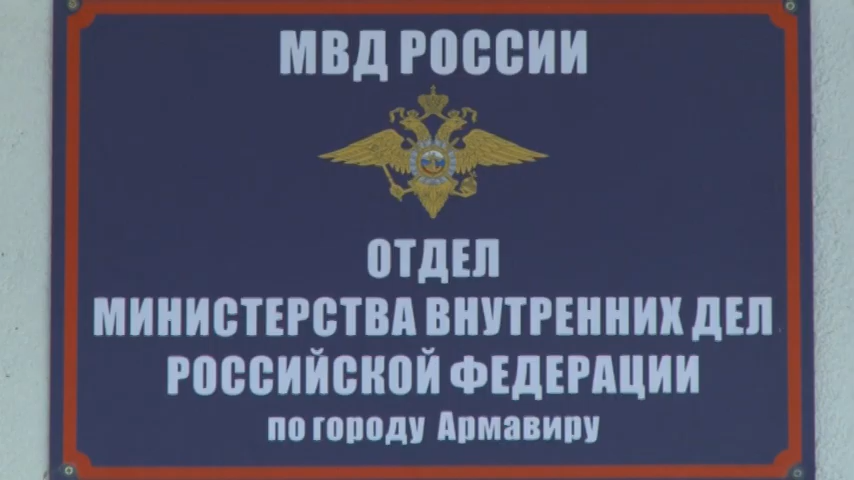 МВД РОССИИ
ОТДЕЛ
МИНИСТЕРСТВА ВНУТРЕННИХ ДЕЛ
РОССИЙСКОЙ ФЕДЕРАЦИИ
по городу Армавиру